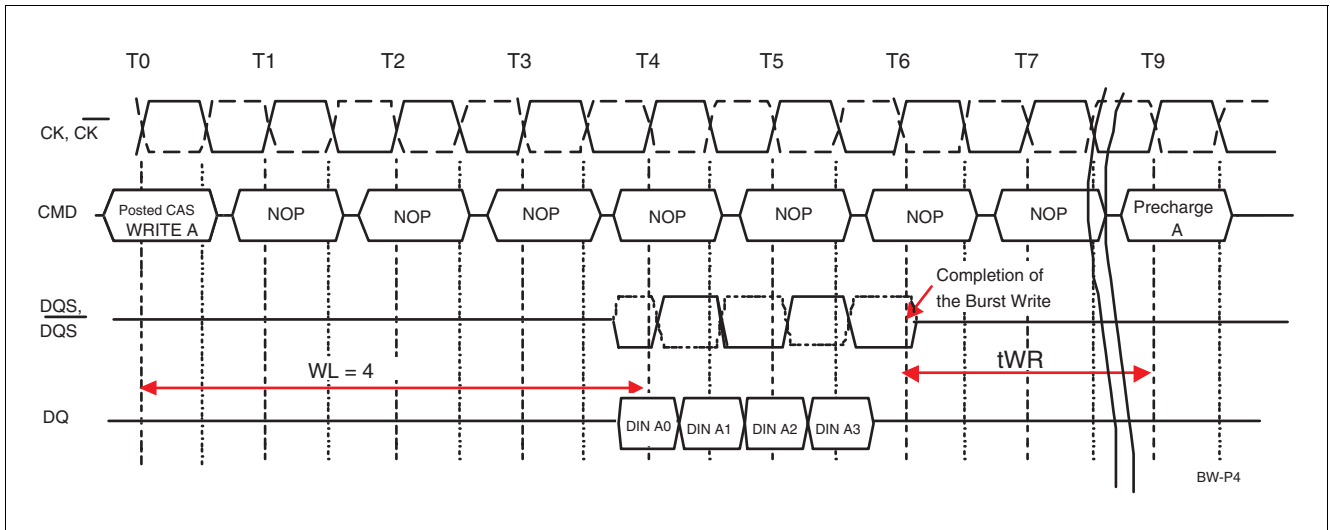 T0 T1 T2 T3 T4 T5 T6 T7 T9
CK, CK
CMD
Posted CAS
WRITE A
NOP NOP NOP NOP NOP NOP NOP
Precharge
A
DQS,
DQS
Completion of
the Burst Write
WL = 4
tWR
DQ
DIN A0 DIN A1 DIN A2 DIN A3
BW-P4